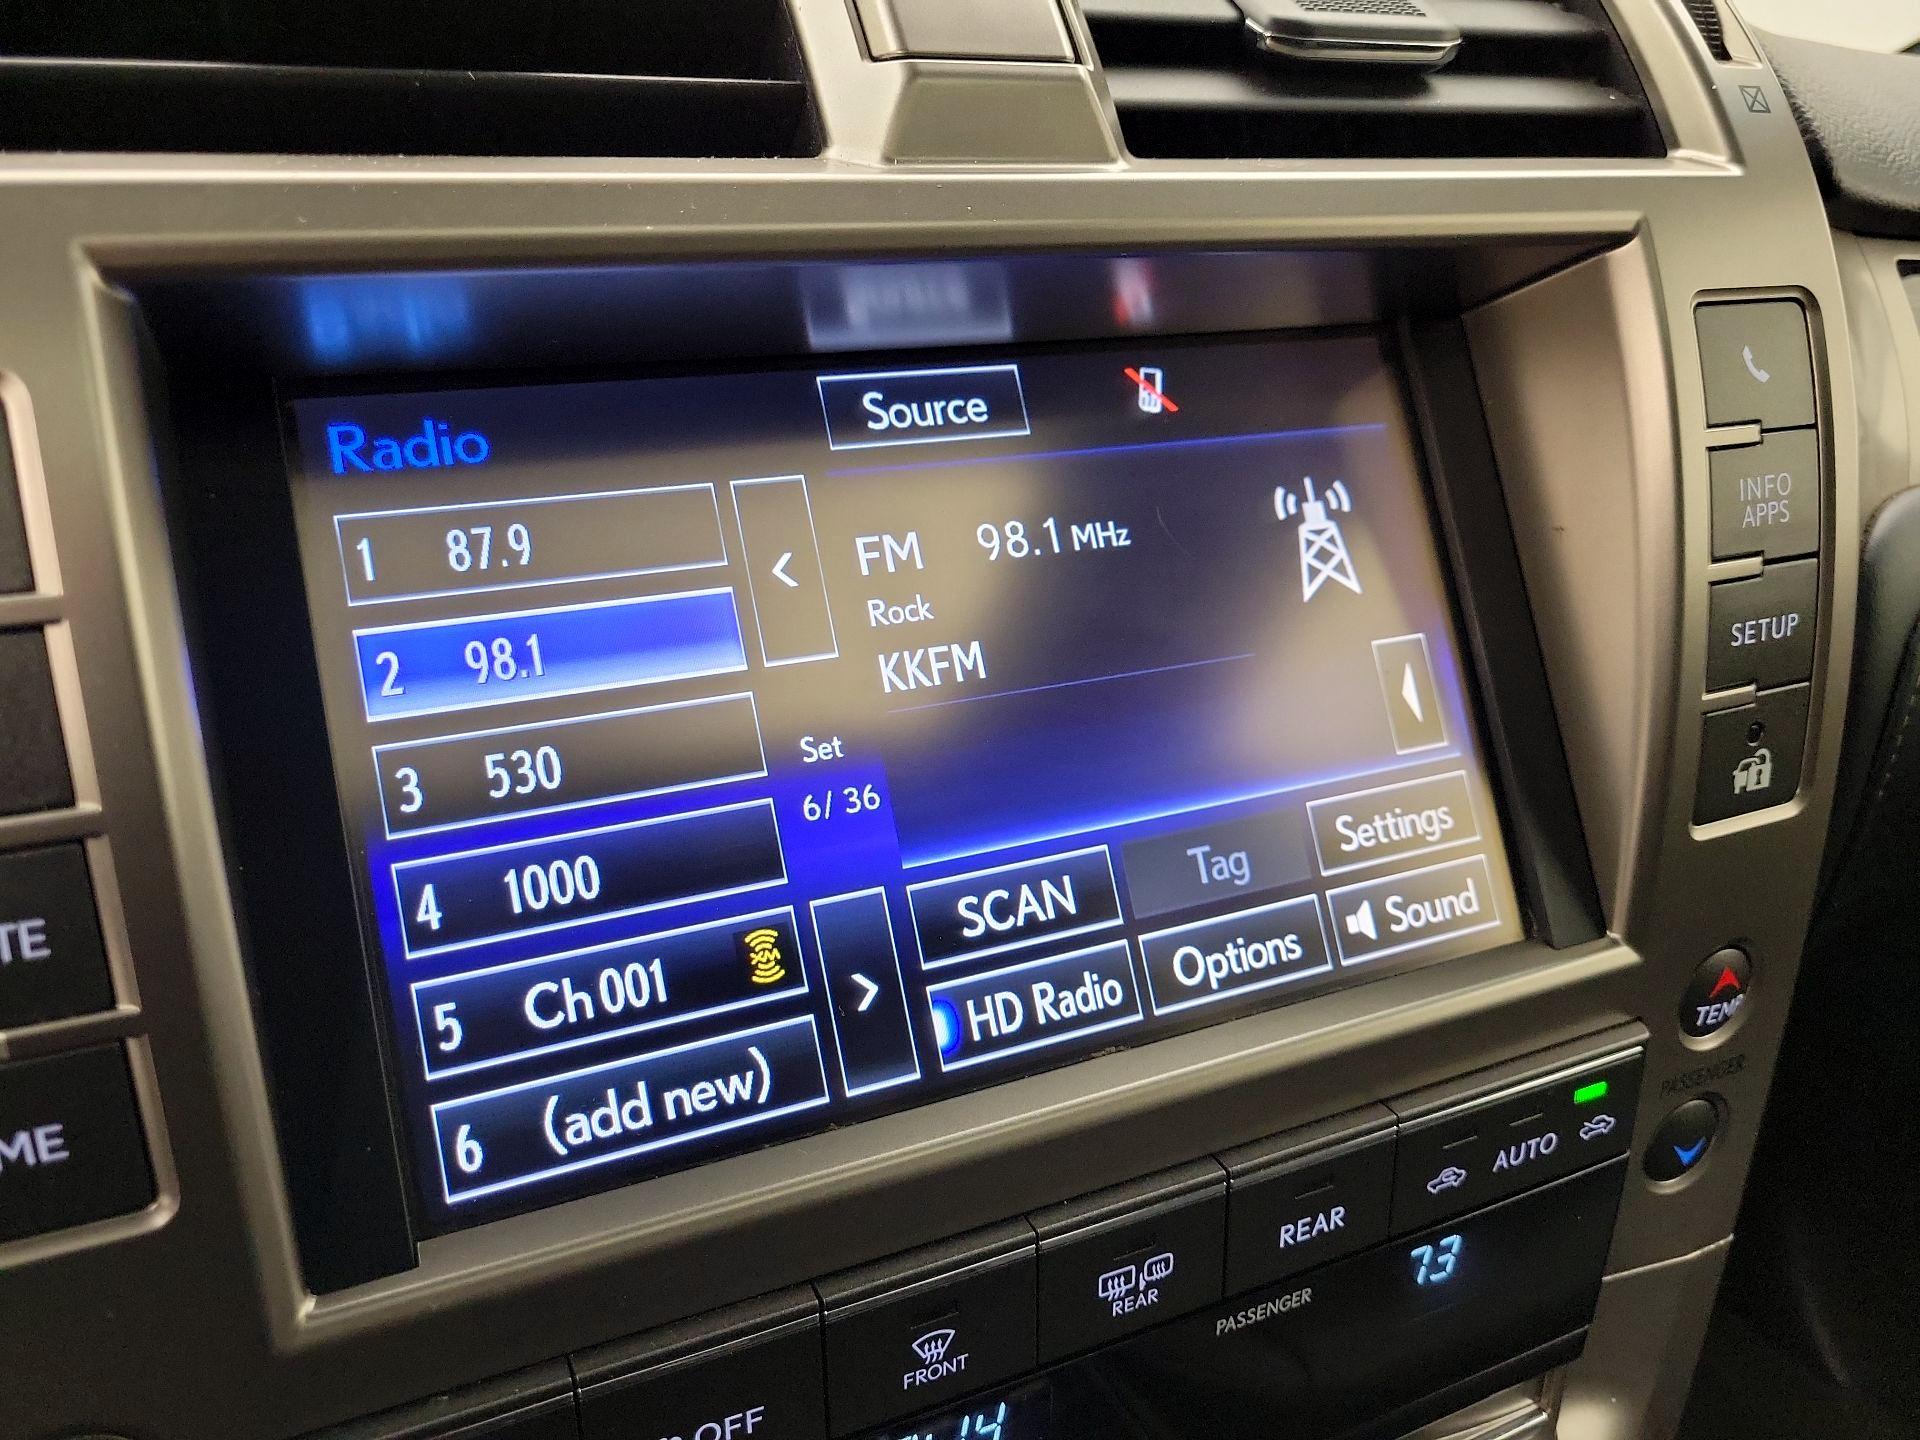 Radio
Source
1 87.9
2 98.1
3 530
4 1000
5 Ch 001
XM
6 (add new)
<
>
Set
6/ 36
FM 98.1 MHz
Rock
KKFM
SCAN
Tag
Settings
HD Radio
Options
Sound
INFO
APPS
SETUP
TEMP
PASSENGER
TE
ME
AUTO
REAR
REAR
FRONT
OFF
PASSENGER
73
14